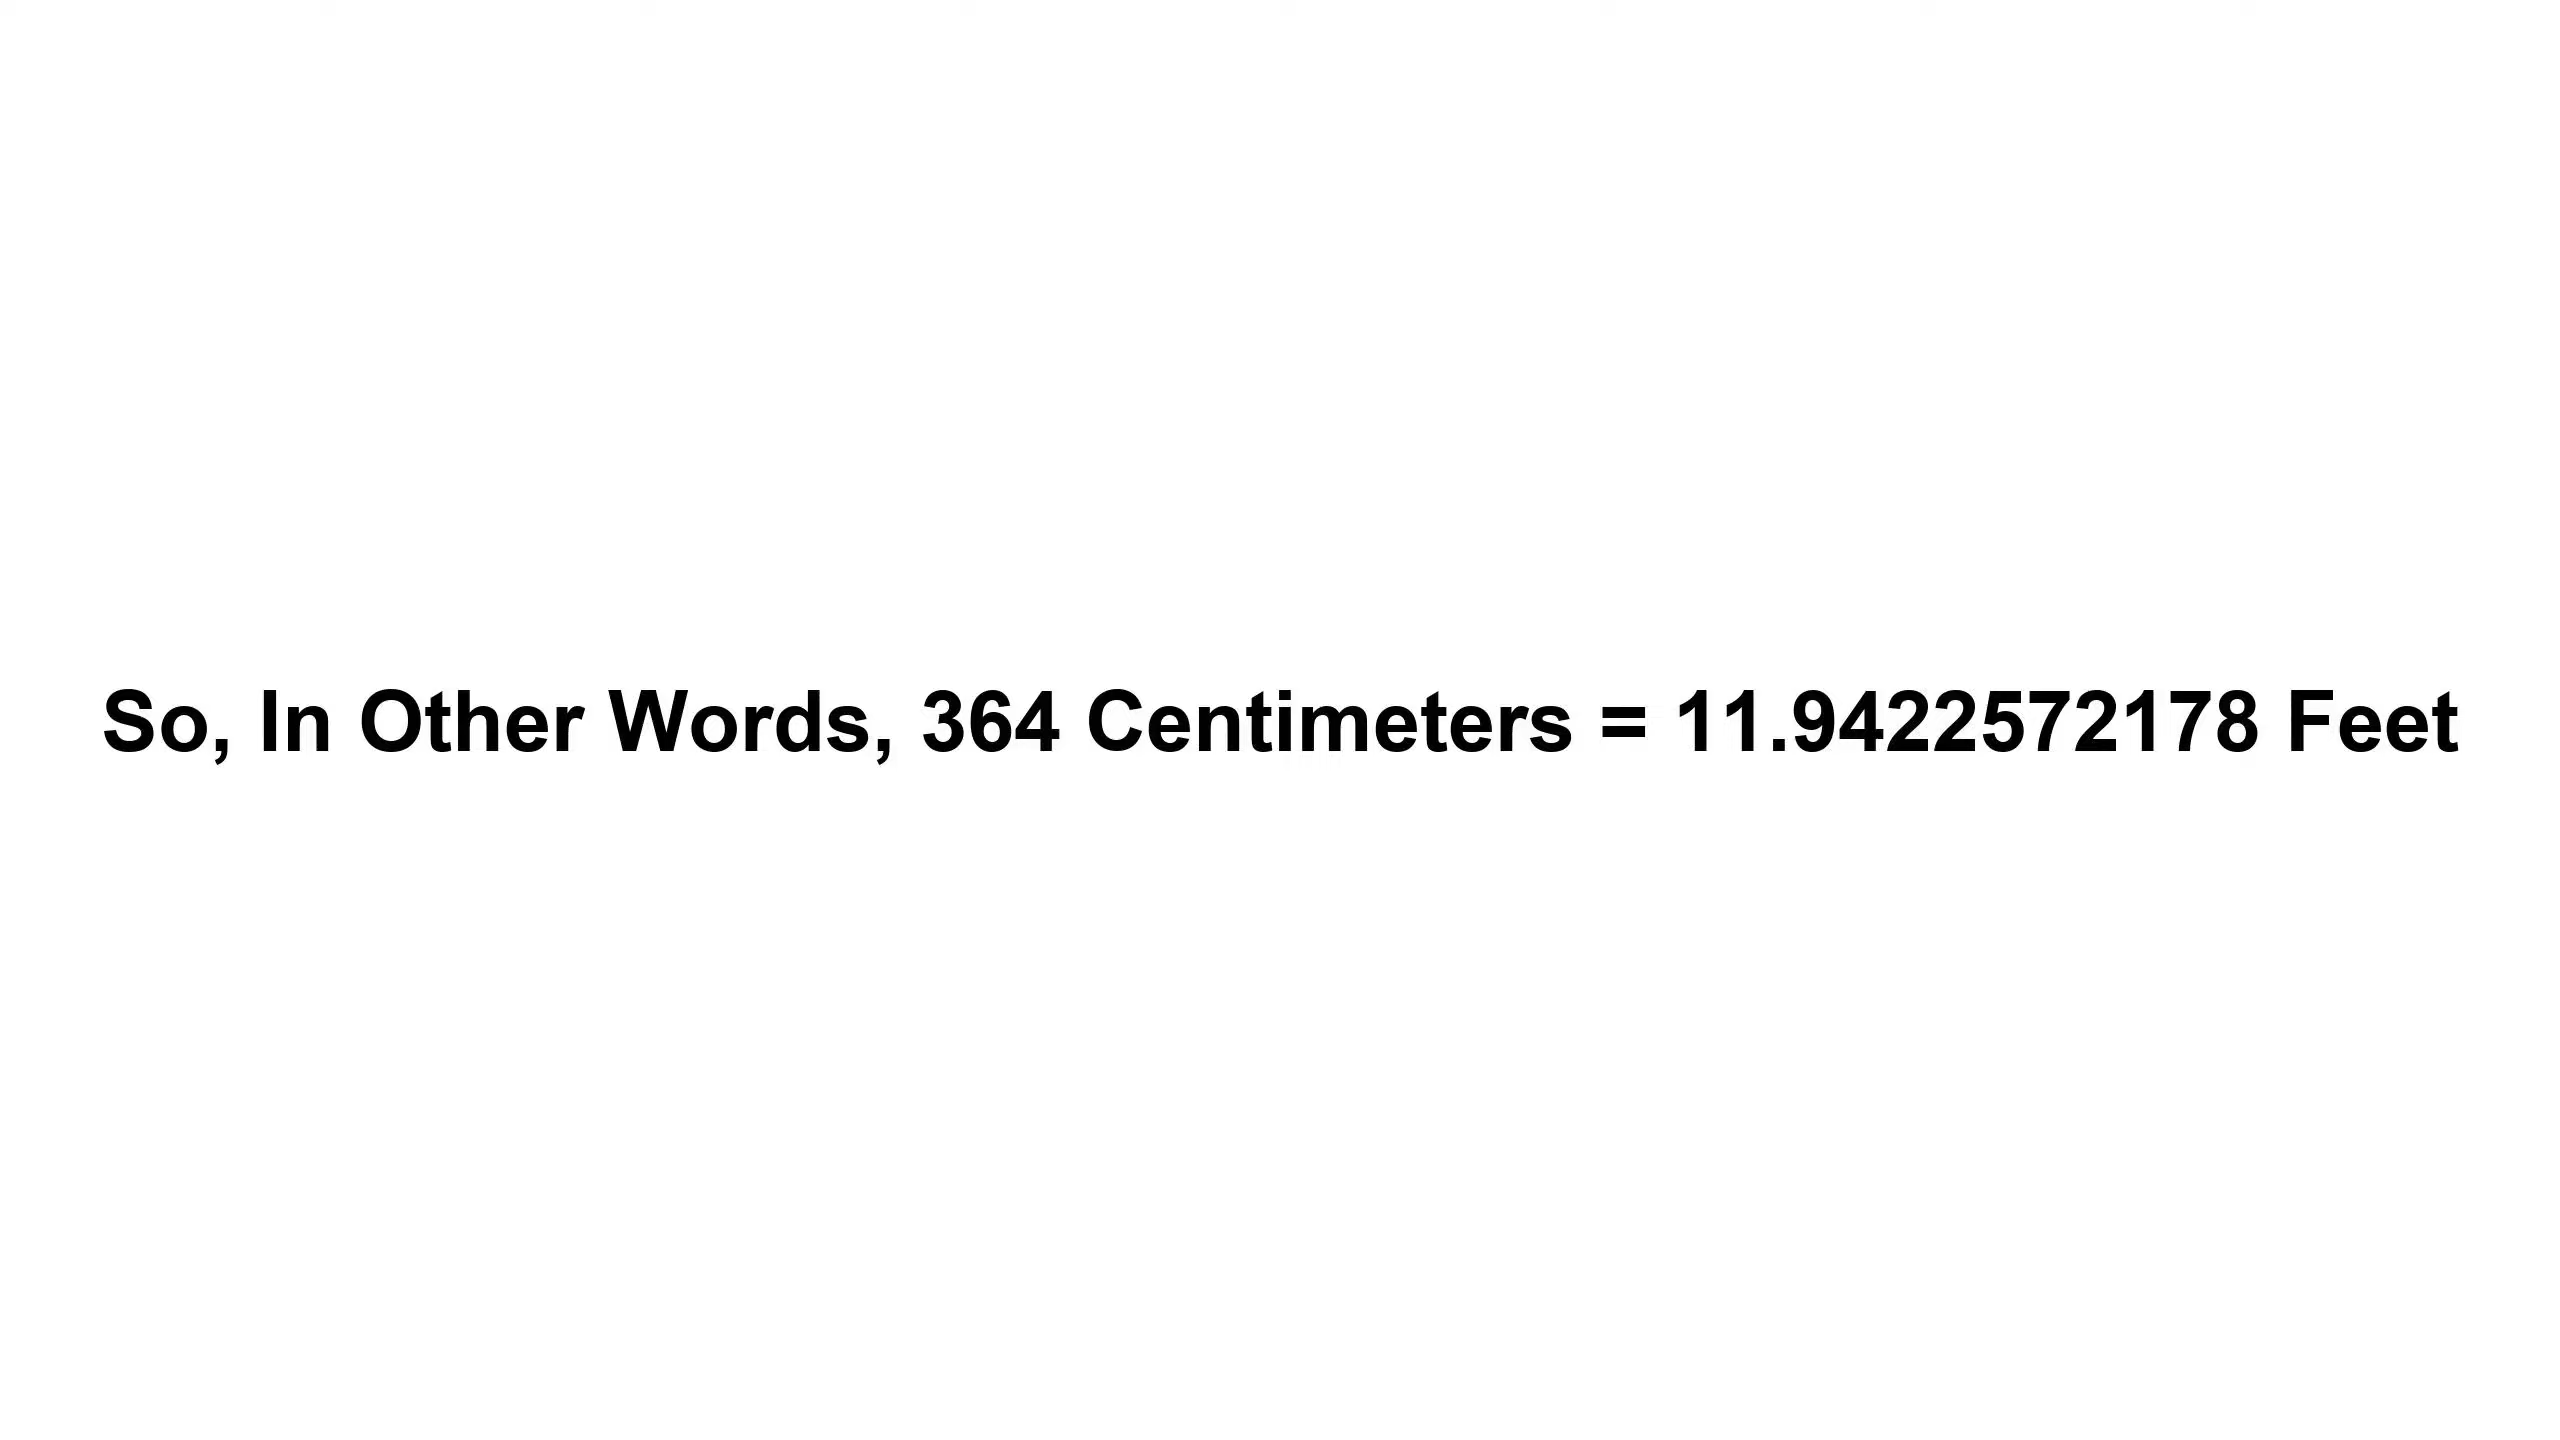 So, In Other Words, 364 Centimeters = 11.9422572178 Feet